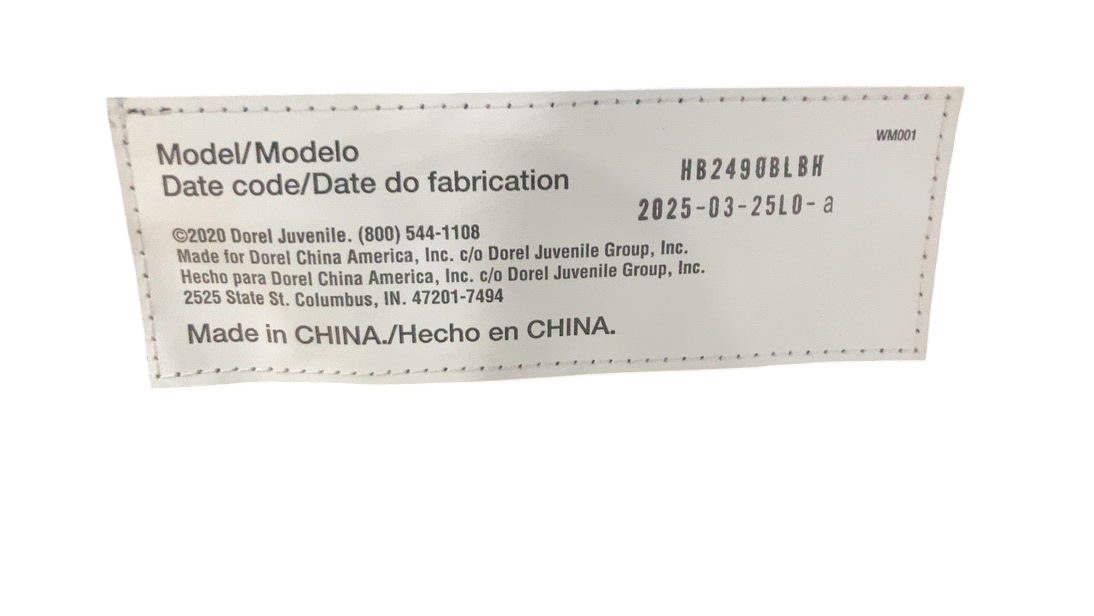 WM001
Model/Modelo HB2490BLBH
Date code/Date do fabrication 2025-03-25L0-a
©2020 Dorel Juvenile. (800) 544-1108
Made for Dorel China America, Inc. c/o Dorel Juvenile Group, Inc.
Hecho para Dorel China America, Inc. c/o Dorel Juvenile Group, Inc.
2525 State St. Columbus, IN. 47201-7494
Made in CHINA./Hecho en CHINA.